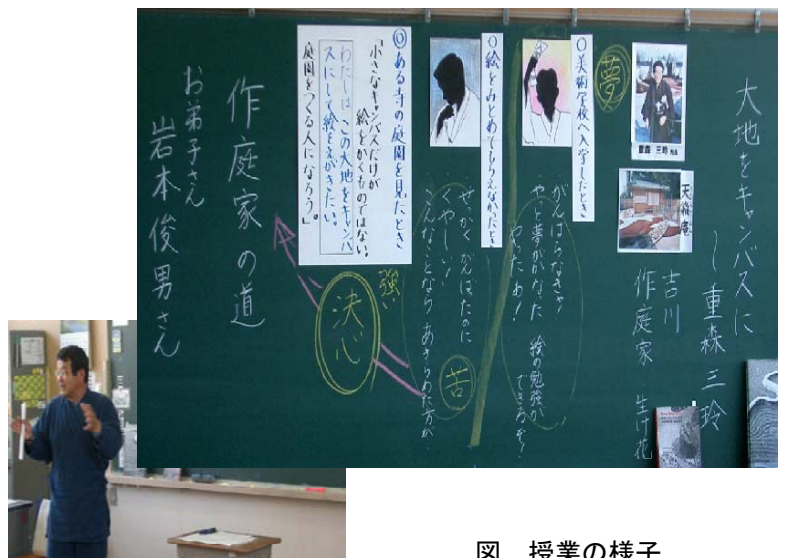 大地をキャンバスに
～重森三玲
吉川
作庭家 生け花
重森三玲
天籟庵
夢
○美術学校へ入学したとき
がんばらなきゃ!
やっと夢がかなった 絵の勉強が
できるぞ!
やったあ!
○絵をみとめてもらえなかったとき
せっかくがんばったのに
くやしい!
こんなことなら あきらめた方が
苦
◎ある寺の庭園を見たとき
「小さなキャンバスだけが
絵をかくものではない。
わたしは、この大地をキャンバ
スにして絵をえがきたい。
庭園をつくる人になろう。」
強い
決心
作庭家の道
お弟子さん
岩本俊男さん
図 授業の様子